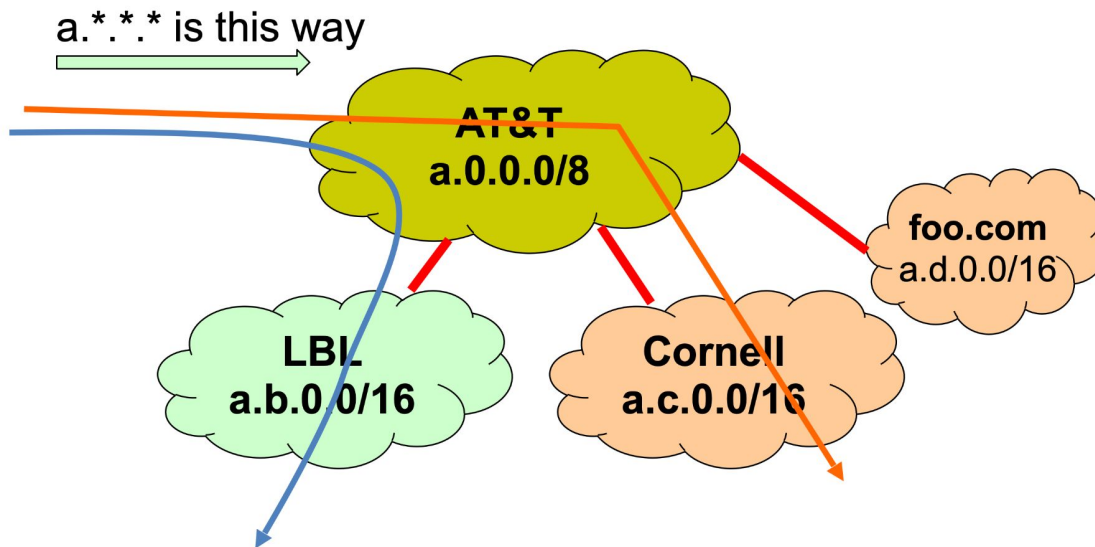 a.*.*.* is this way
AT&T
a.0.0.0/8
foo.com
a.d.0.0/16
LBL
a.b.0.0/16
Cornell
a.c.0.0/16